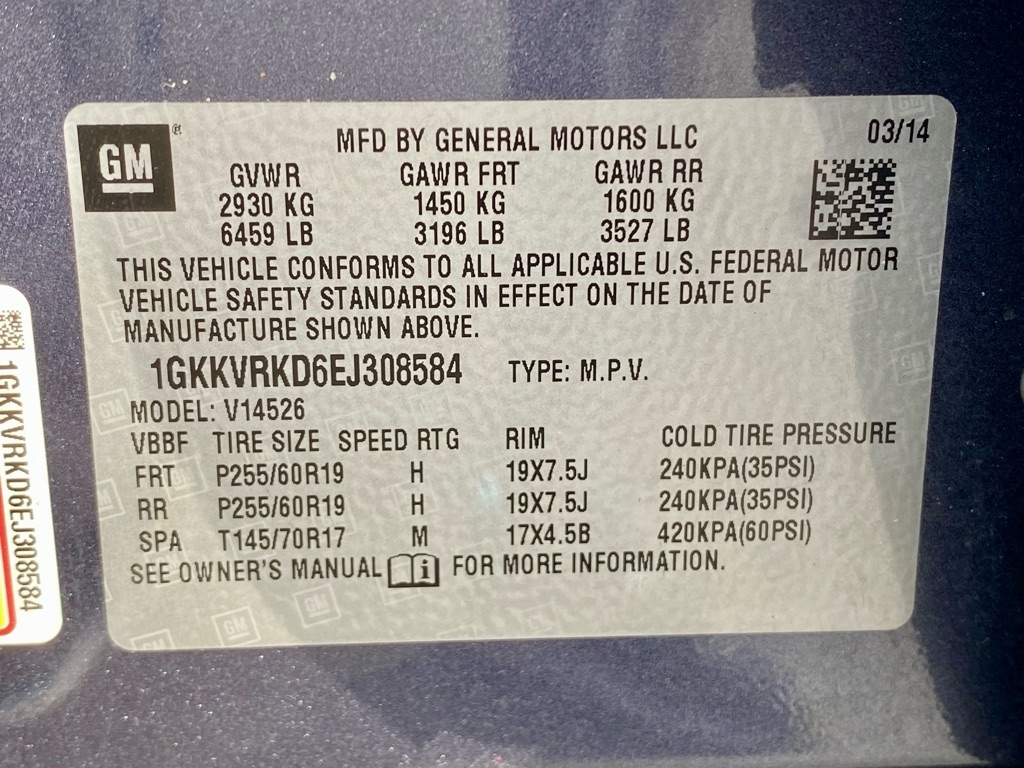 GM ®
MFD BY GENERAL MOTORS LLC 03/14
GVWR GAWR FRT GAWR RR
2930 KG 1450 KG 1600 KG
6459 LB 3196 LB 3527 LB
THIS VEHICLE CONFORMS TO ALL APPLICABLE U.S. FEDERAL MOTOR
VEHICLE SAFETY STANDARDS IN EFFECT ON THE DATE OF
MANUFACTURE SHOWN ABOVE.
1GKKVRKD6EJ308584 TYPE: M.P.V.
MODEL: V14526
VBBF TIRE SIZE SPEED RTG RIM COLD TIRE PRESSURE
FRT P255/60R19 H 19X7.5J 240KPA(35PSI)
RR P255/60R19 H 19X7.5J 240KPA(35PSI)
SPA T145/70R17 M 17X4.5B 420KPA(60PSI)
SEE OWNER'S MANUAL i FOR MORE INFORMATION.
1GKKVRKD6EJ308584